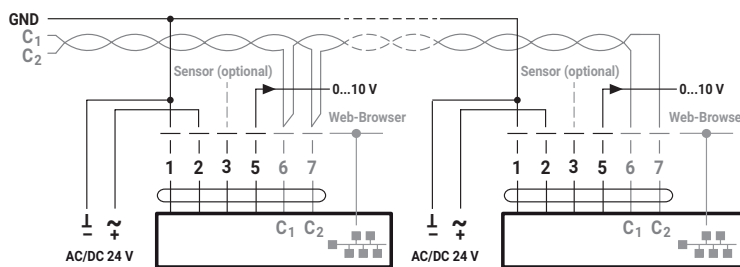 GND
C1
C2
Sensor (optional) Sensor (optional)
0...10 V 0...10 V
Web-Browser Web-Browse
1 2 3 5 6 7 1 2 3 5 6 7
C1 C2 C1 C2
⊥ ~ ⊥ ~
– + – +
AC/DC 24 V AC/DC 24 V